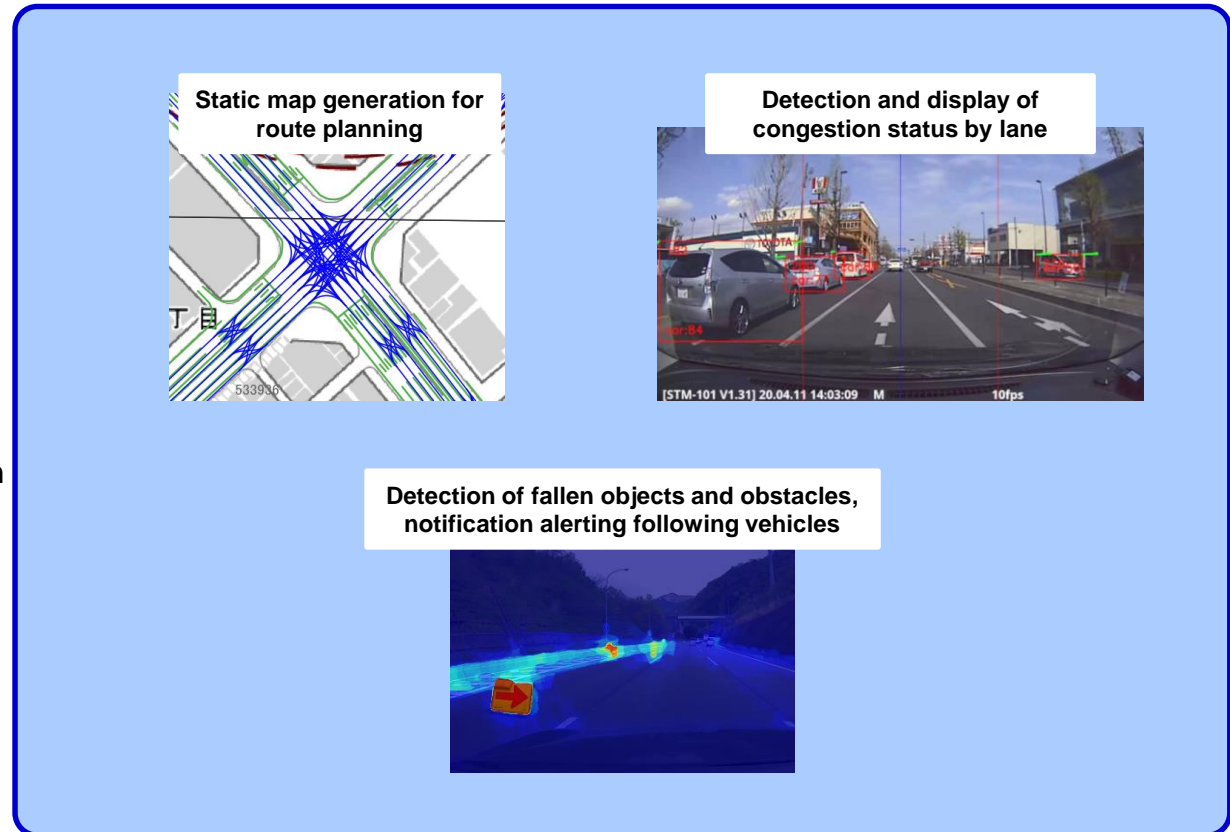 Static map generation for
route planning
Detection and display of
congestion status by lane
丁目
533936
TOYOTA
car:84
[STM-101 V1.31] 20.04.11 14:03:09 M 10fps
Detection of fallen objects and obstacles,
notification alerting following vehicles